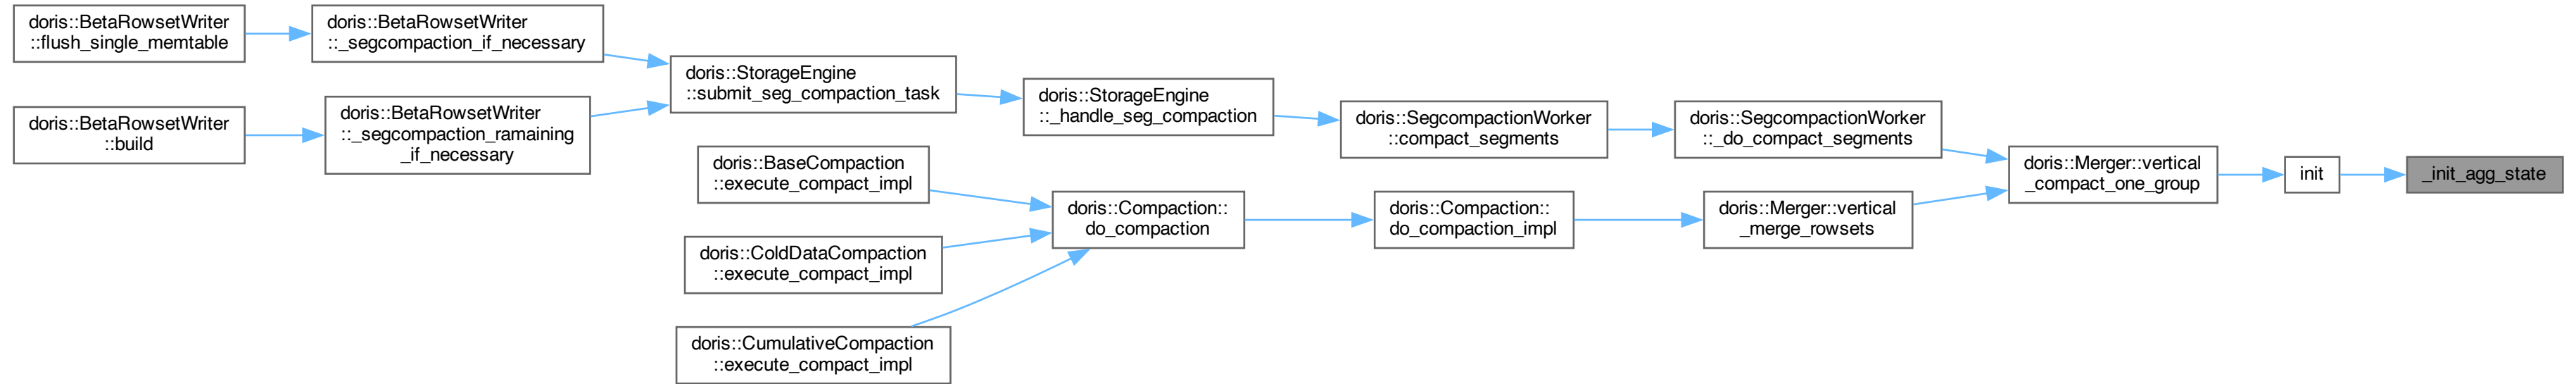 doris::BetaRowsetWriter
::flush_single_memtable
doris::BetaRowsetWriter
::_segcompaction_if_necessary
doris::BetaRowsetWriter
::build
doris::BetaRowsetWriter
::_segcompaction_ramaining
_if_necessary
doris::StorageEngine
::submit_seg_compaction_task
doris::StorageEngine
::_handle_seg_compaction
doris::SegcompactionWorker
::compact_segments
doris::SegcompactionWorker
::_do_compact_segments
doris::BaseCompaction
::execute_compact_impl
doris::ColdDataCompaction
::execute_compact_impl
doris::CumulativeCompaction
::execute_compact_impl
doris::Compaction::
do_compaction
doris::Compaction::
do_compaction_impl
doris::Merger::vertical
_merge_rowsets
doris::Merger::vertical
_compact_one_group
init
_init_agg_state